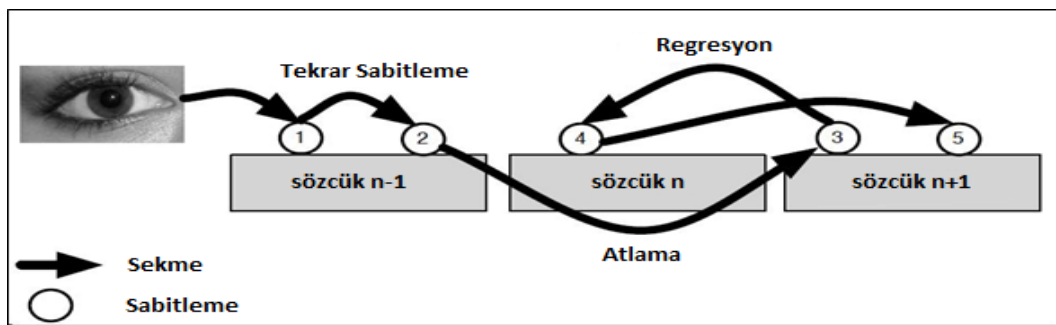 Regresyon
Tekrar Sabitleme
1 2 4 3 5
sözcük n-1 sözcük n sözcük n+1
Atlama
Sekme
Sabitleme